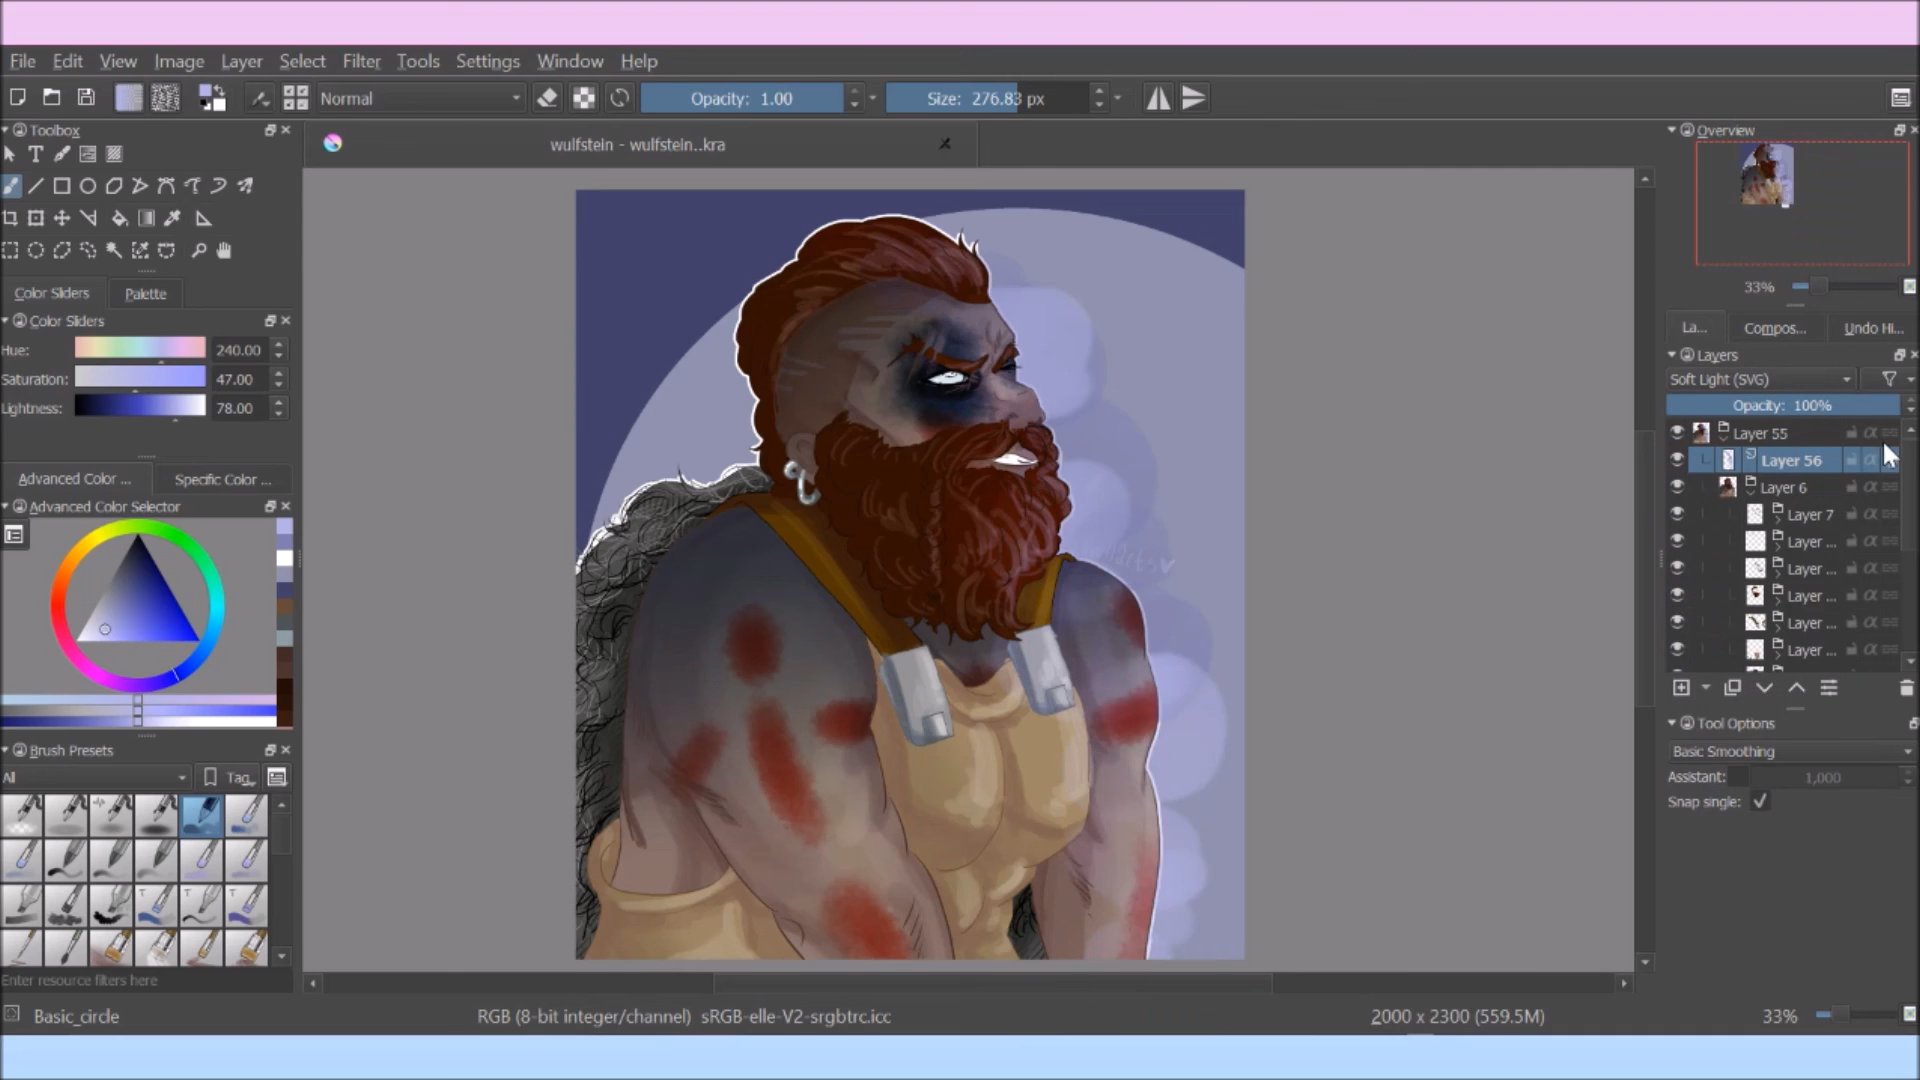 File Edit View Image Layer Select Filter Tools Settings Window Help
Normal Opacity: 1.00 Size: 276.83 px
Toolbox
wulfstein - wulfstein..kra
Overview
33%
Color Sliders Palette
Color Sliders
Hue: 240.00
Saturation: 47.00
Lightness: 78.00
La... Compos... Undo Hi...
Layers
Soft Light (SVG)
Opacity: 100%
Layer 55
Layer 56
Layer 6
Layer 7
Layer ...
Layer ...
Layer ...
Layer ...
Layer ...
Advanced Color ... Specific Color ...
Advanced Color Selector
Tool Options
Basic Smoothing
Assistant: 1,000
Snap single:
Brush Presets
All Tag
Enter resource filters here
Basic_circle RGB (8-bit integer/channel) sRGB-elle-V2-srgbtrc.icc 2000 x 2300 (559.5M) 33%